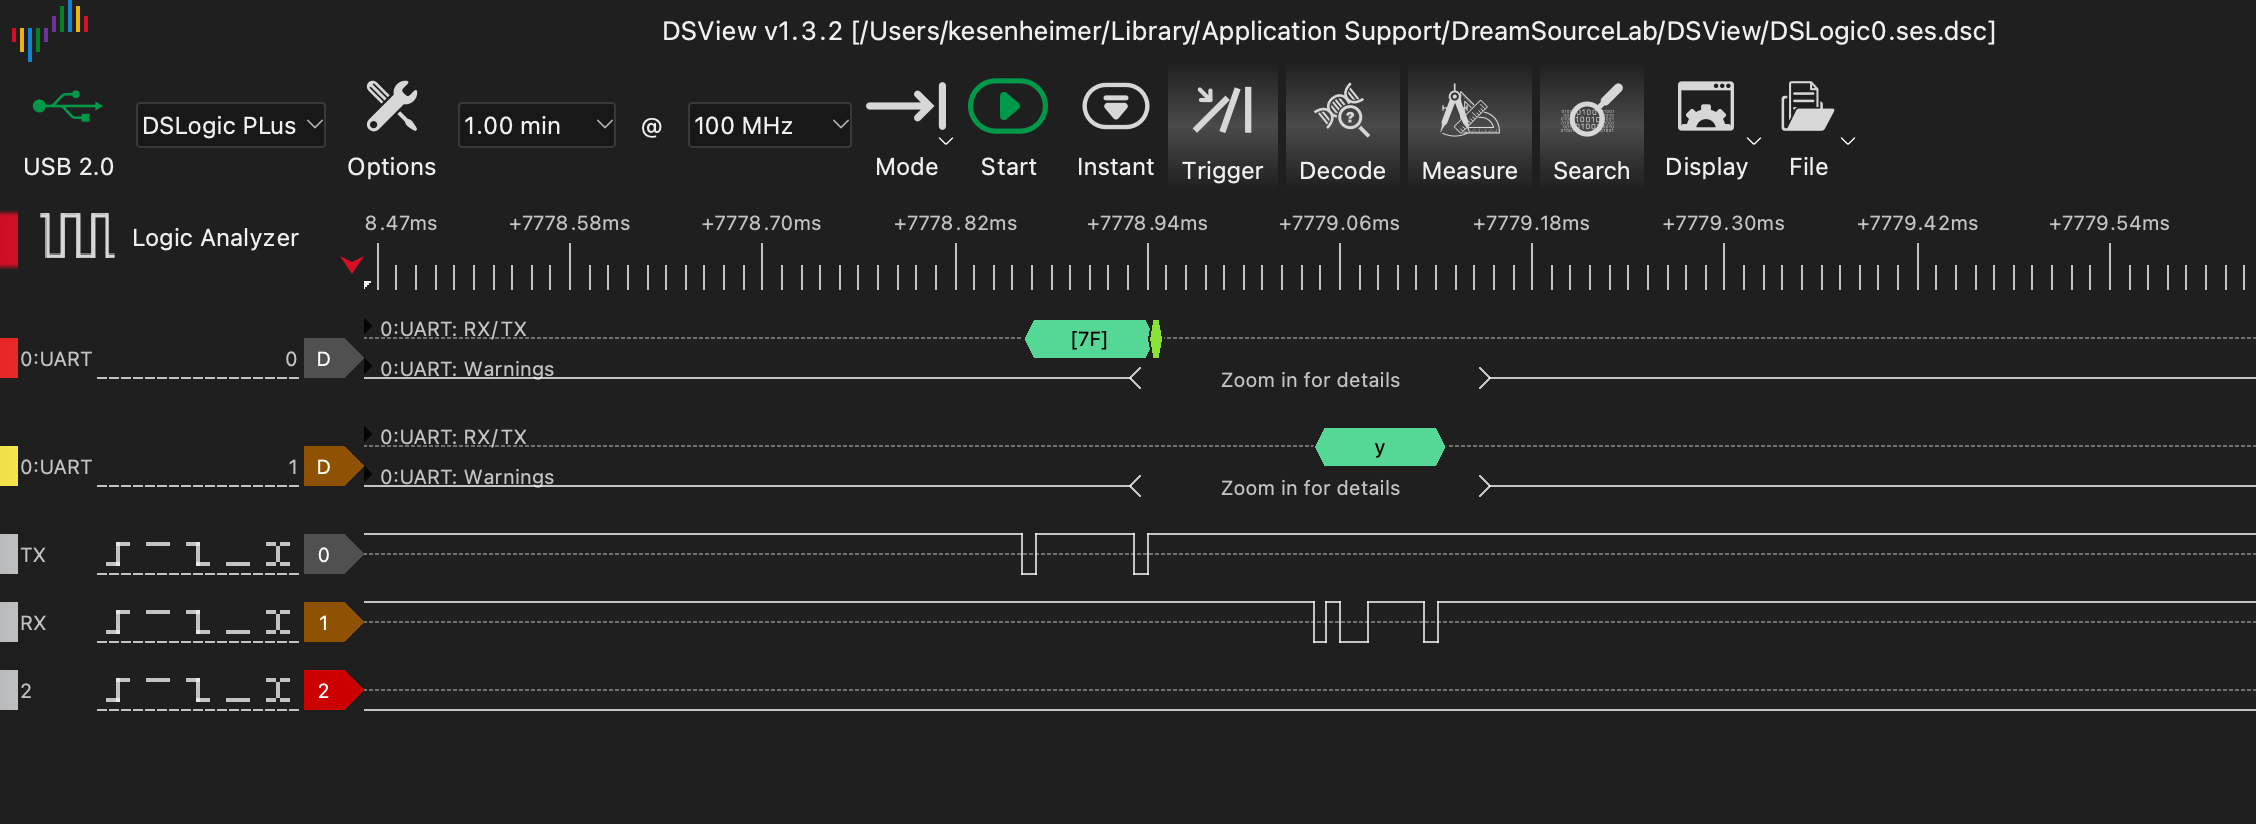 DSView v1.3.2 [/Users/kesenheimer/Library/Application Support/DreamSourceLab/DSView/DSLogic0.ses.dsc]
USB 2.0
DSLogic PLus
Options
1.00 min
@
100 MHz
Mode
Start
Instant
Trigger
Decode
Measure
Search
Display
File
Logic Analyzer
8.47ms +7778.58ms +7778.70ms +7778.82ms +7778.94ms +7779.06ms +7779.18ms +7779.30ms +7779.42ms +7779.54ms
0:UART: RX/TX
[7F]
0:UART 0 D
0:UART: Warnings
Zoom in for details
0:UART: RX/TX
y
0:UART 1 D
0:UART: Warnings
Zoom in for details
TX 0
RX 1
2 2